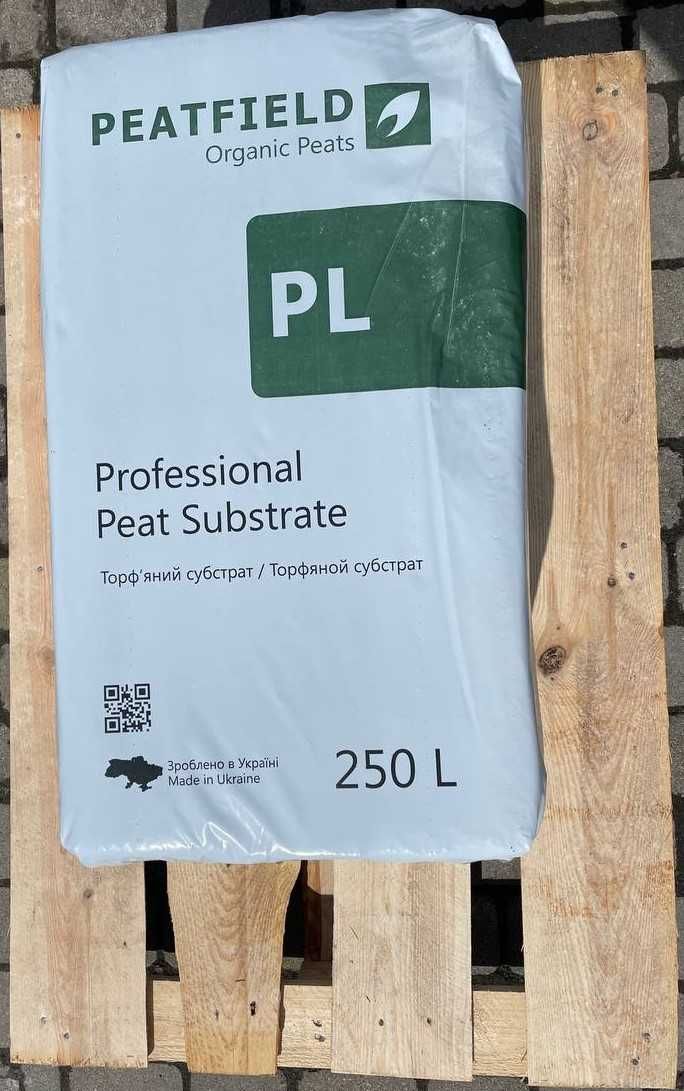 PEATFIELD
Organic Peats
PL
Professional
Peat Substrate
Торф'яний субстрат / Торфяной субстрат
Зроблено в Україні
Made in Ukraine
250 L